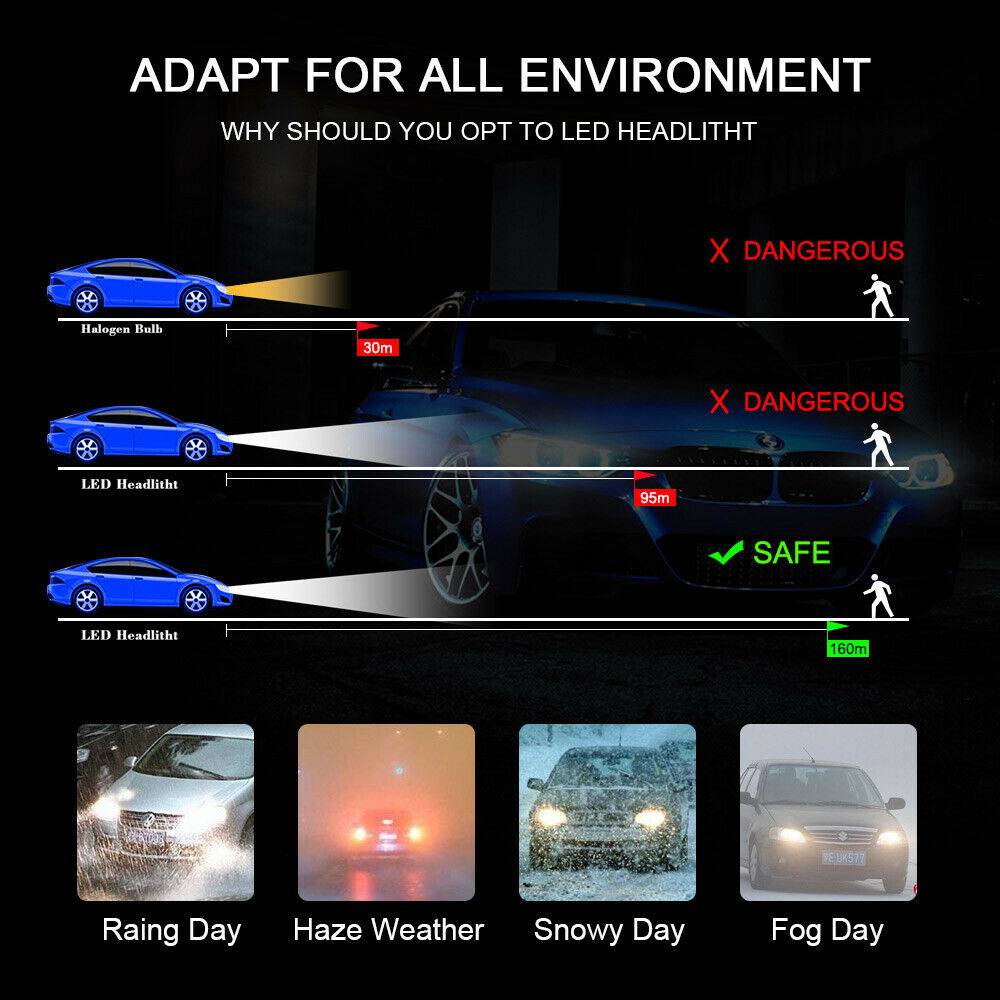 ADAPT FOR ALL ENVIRONMENT
WHY SHOULD YOU OPT TO LED HEADLITHT
X DANGEROUS
Halogen Bulb
30m
X DANGEROUS
LED Headlitht
95m
SAFE
LED Headlitht
160m
Raing Day
Haze Weather
Snowy Day
Fog Day